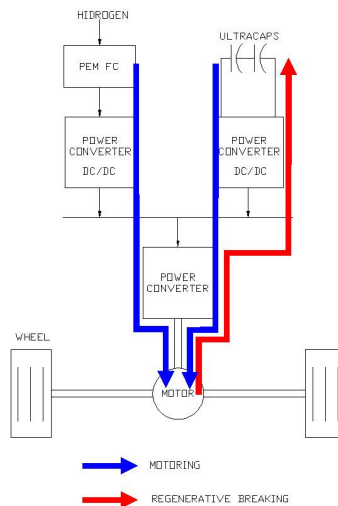 HIDROGEN
ULTRACAPS
PEM FC
POWER
CONVERTER
DC/DC
POWER
CONVERTER
DC/DC
POWER
CONVERTER
WHEEL
MOTOR
MOTORING
REGENERATIVE BREAKING